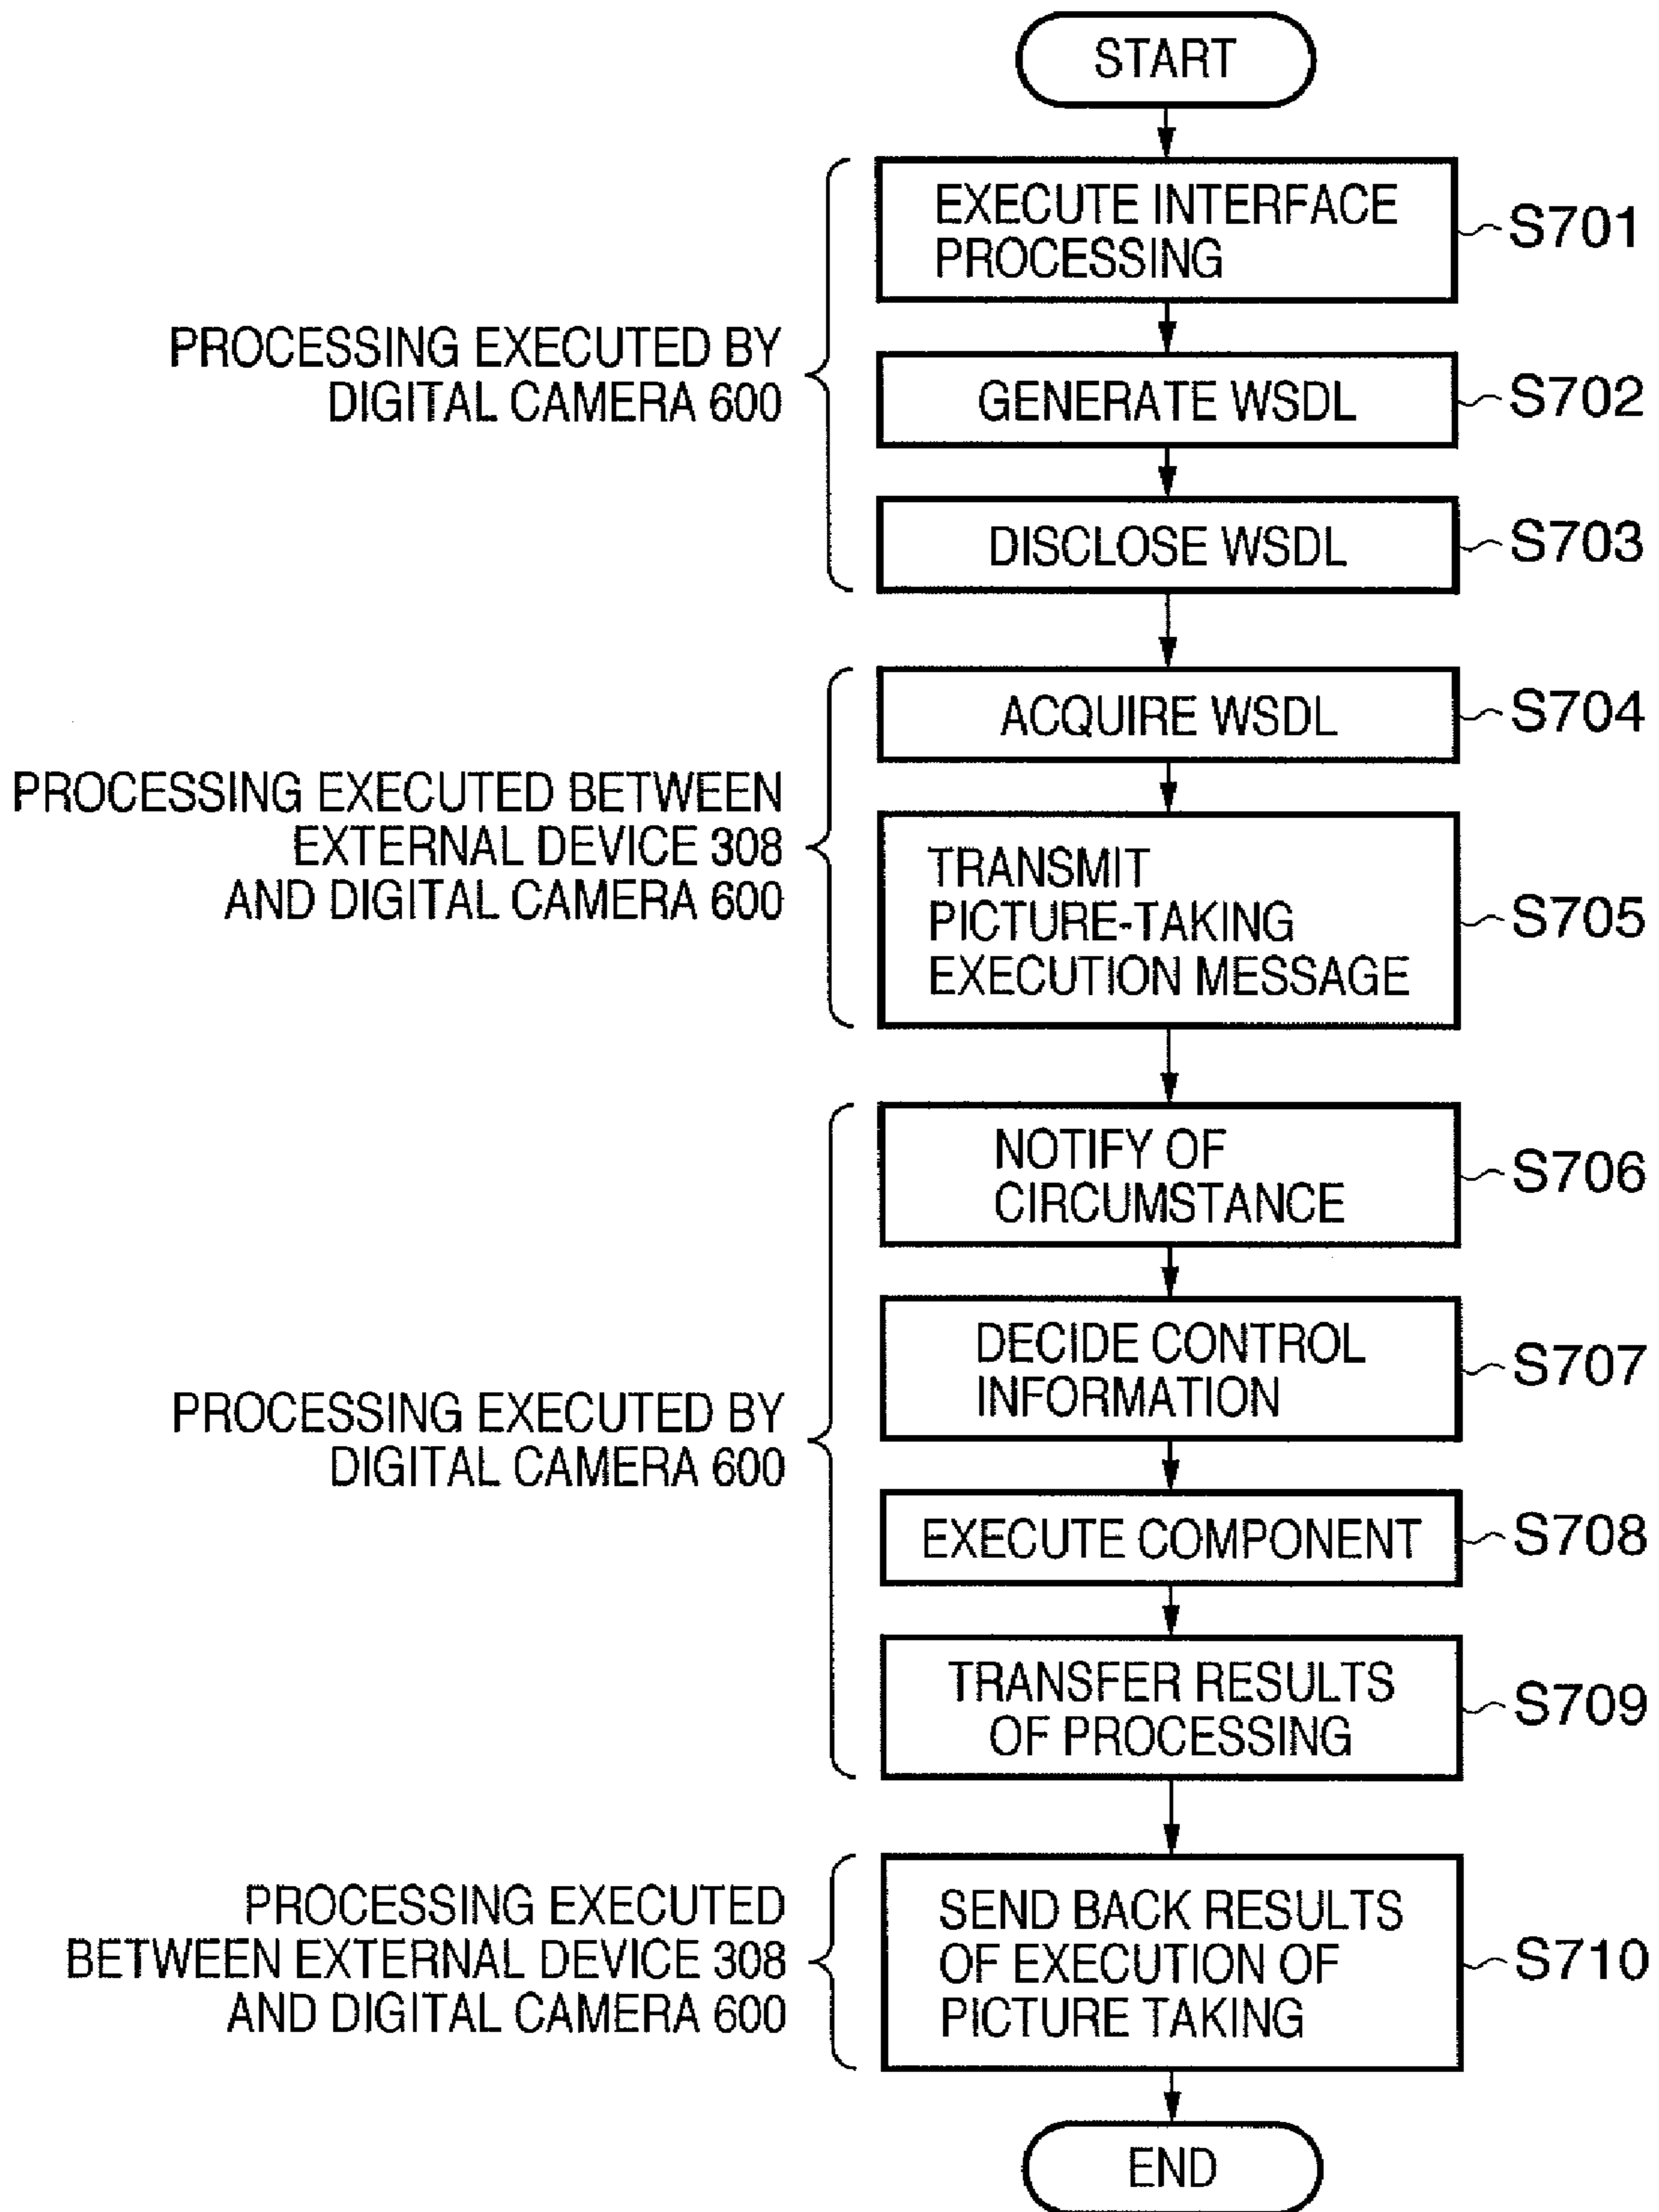 START
EXECUTE INTERFACE
PROCESSING
S701
PROCESSING EXECUTED BY
DIGITAL CAMERA 600
GENERATE WSDL
S702
DISCLOSE WSDL
S703
ACQUIRE WSDL
S704
PROCESSING EXECUTED BETWEEN
EXTERNAL DEVICE 308
AND DIGITAL CAMERA 600
TRANSMIT
PICTURE-TAKING
EXECUTION MESSAGE
S705
NOTIFY OF
CIRCUMSTANCE
S706
DECIDE CONTROL
INFORMATION
S707
PROCESSING EXECUTED BY
DIGITAL CAMERA 600
EXECUTE COMPONENT
S708
TRANSFER RESULTS
OF PROCESSING
S709
PROCESSING EXECUTED
BETWEEN EXTERNAL DEVICE 308
AND DIGITAL CAMERA 600
SEND BACK RESULTS
OF EXECUTION OF
PICTURE TAKING
S710
END